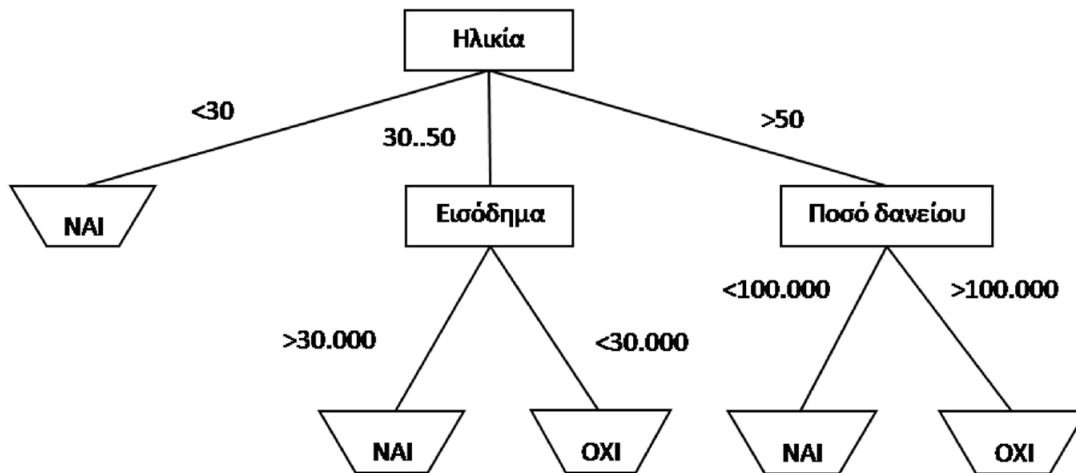 Ηλικία
<30
30..50
>50
ΝΑΙ
Εισόδημα
Ποσό δανείου
>30.000
<30.000
<100.000
>100.000
ΝΑΙ
ΟΧΙ
ΝΑΙ
ΟΧΙ